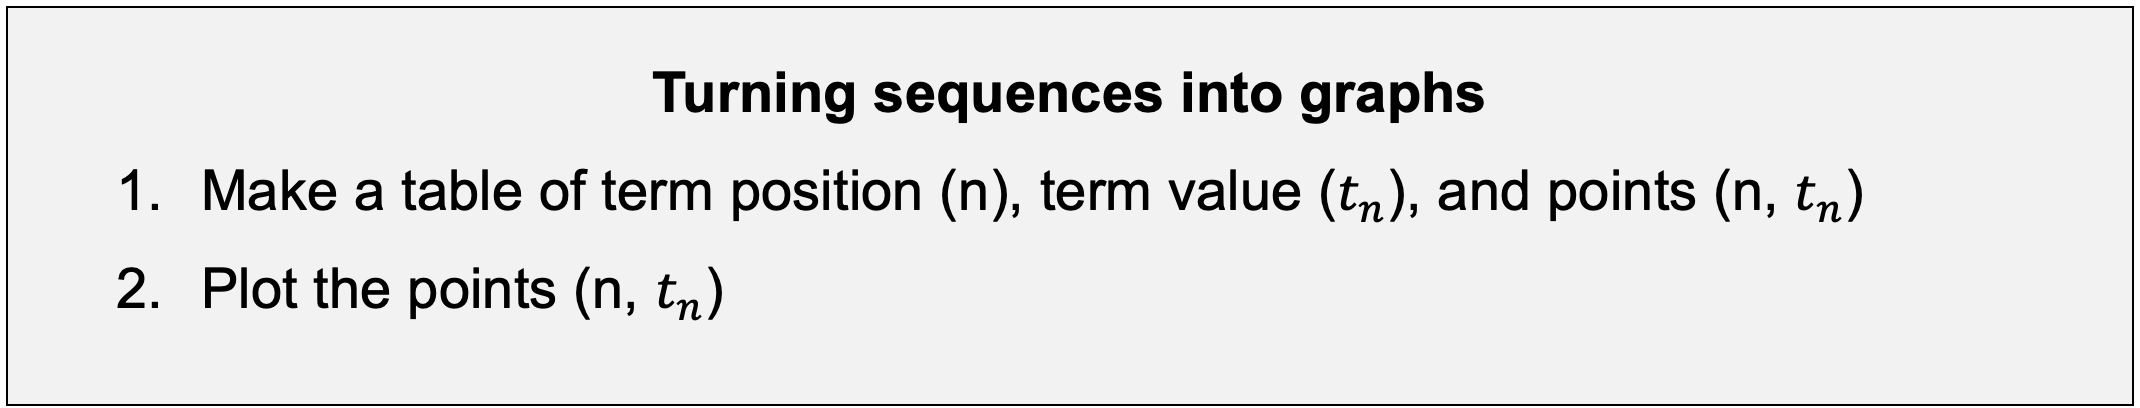 Turning sequences into graphs
1. Make a table of term position (n), term value (tₙ), and points (n, tₙ)
2. Plot the points (n, tₙ)